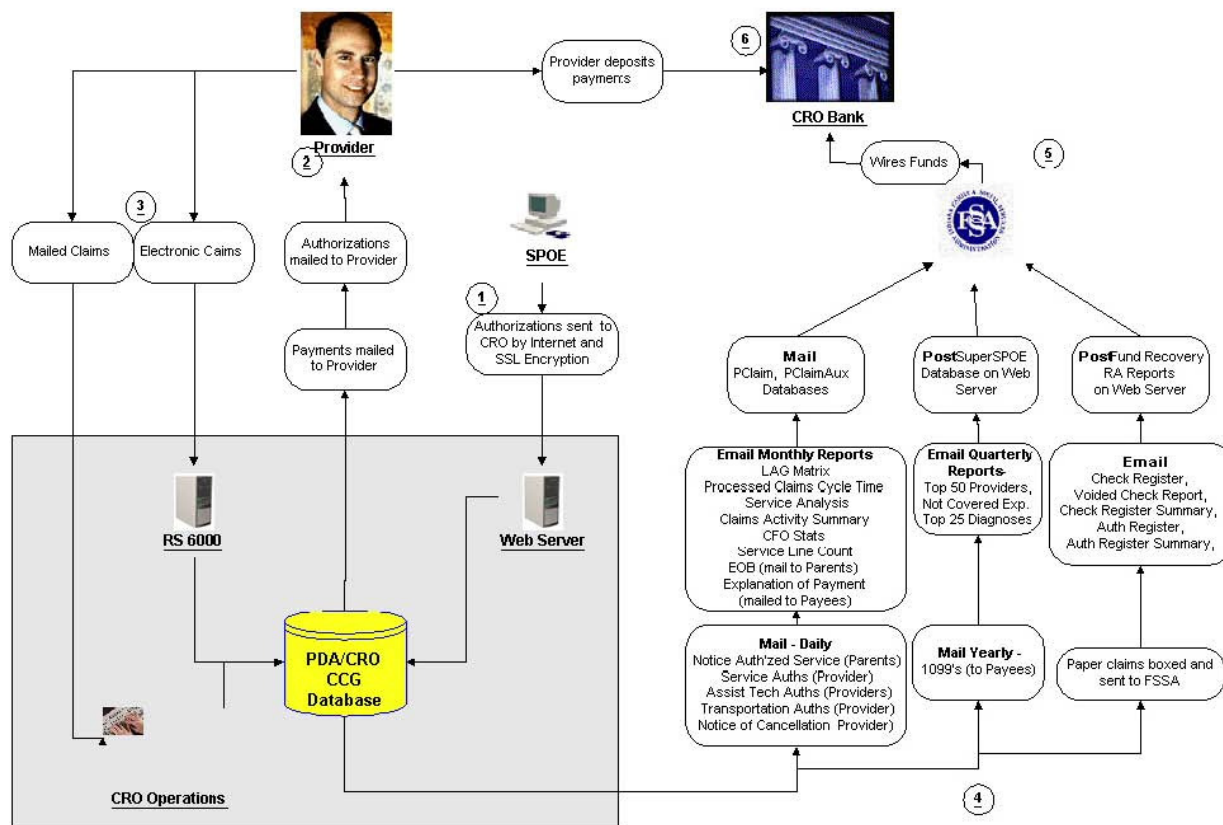 6
Provider deposits
payments
CRO Bank
Provider
2
Wires Funds
5
3
Mailed Claims
Electronic Caims
Authorizations
mailed to Provider
SPOE
1
Authorizations sent to
CRO by Internet and
SSL Encryption
Payments mailed
to Provider
FSSA
Mail
PClaim, PClaimAux
Databases
PostSuperSPOE
Database on Web
Server
PostFund Recovery
RA Reports
on Web Server
Email Monthly Reports
LAG Matrix
Processed Claims Cycle Time
Service Analysis
Claims Activity Summary
CFO Stats
Service Line Count
EOB (mail to Parents)
Explanation of Payment
(mailed to Payees)
Email Quarterly
Reports-
Top 50 Providers,
Not Covered Exp.
Top 25 Diagnoses
Email
Check Register,
Voided Check Report,
Check Register Summary,
Auth Register,
Auth Register Summary,
RS 6000
Web Server
PDA/CRO
CCG
Database
Mail - Daily
Notice Auth'zed Service (Parents)
Service Auths (Provider)
Assist Tech Auths (Providers)
Transportation Auths (Provider)
Notice of Cancellation Provider)
Mail Yearly -
1099's (to Payees)
Paper claims boxed and
sent to FSSA
CRO Operations
4